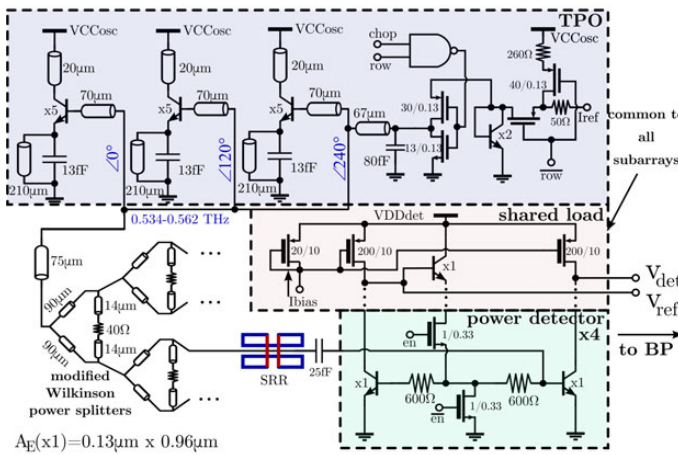 TPO
VCCosc
VCCosc
VCCosc
VCCosc
chop
row
20μm
20μm
20μm
260Ω
40/0.13
x5
70μm
x5
70μm
x5
70μm
67μm
30/0.13
x2
50Ω
Iref
13fF
13fF
13fF
80fF
13/0.13
row
210μm
210μm
210μm
∠0°
∠120°
∠240°
common to
all
subarrays
0.534-0.562 THz
VDDdet
shared load
75μm
20/10
200/10
x1
200/10
Ibias
Vdet
Vref
90μm
14μm
40Ω
14μm
90μm
modified
Wilkinson
power splitters
SRR
25fF
power detector
x4
to BP
en
1/0.33
x1
600Ω
600Ω
x1
en
1/0.33
A_E(x1)=0.13μm x 0.96μm